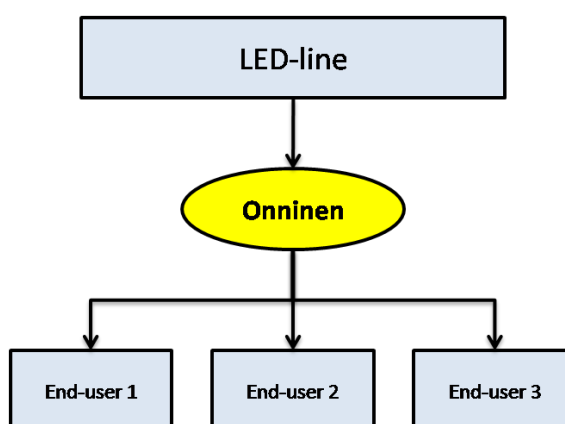 LED-line
Onninen
End-user 1
End-user 2
End-user 3